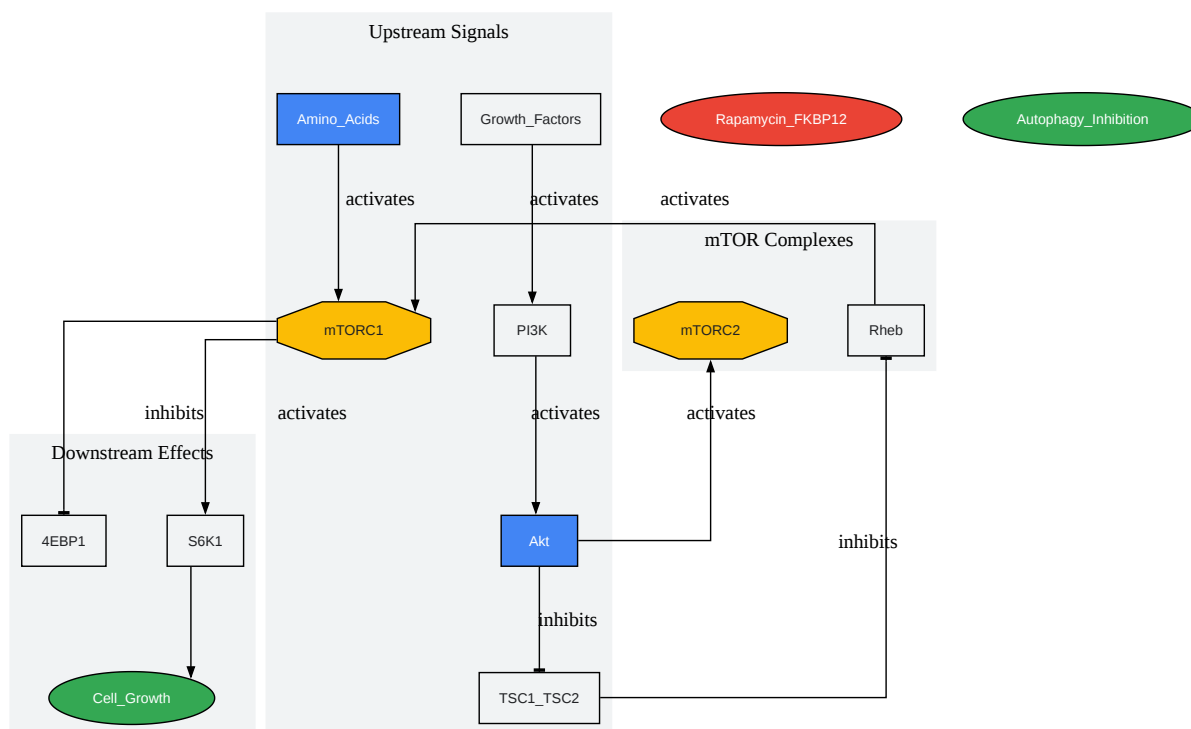 Upstream Signals
Amino_Acids
Growth_Factors
Rapamycin_FKBP12
Autophagy_Inhibition
activates
activates
activates
mTOR Complexes
mTORC1
PI3K
mTORC2
Rheb
inhibits
activates
activates
activates
Downstream Effects
4EBP1
S6K1
Akt
inhibits
inhibits
Cell_Growth
TSC1_TSC2